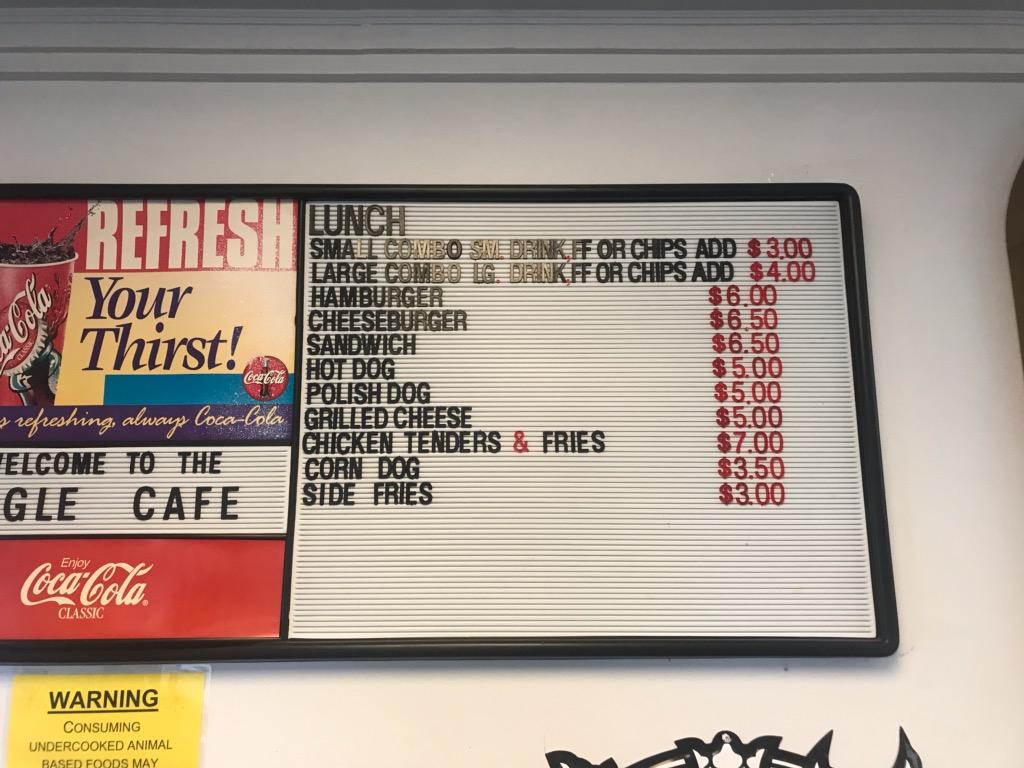 REFRESH
Your
Thirst!
Coca-Cola
CLASSIC
Coca-Cola
refreshing, always Coca-Cola
WELCOME TO THE
GLE CAFE
Enjoy
Coca-Cola
CLASSIC
LUNCH
SMALL COMBO SM. DRINK,FF OR CHIPS ADD $3.00
LARGE COMBO LG. DRINK,FF OR CHIPS ADD $4.00
HAMBURGER $6.00
CHEESEBURGER $6.50
SANDWICH $6.50
HOT DOG $5.00
POLISH DOG $5.00
GRILLED CHEESE $5.00
CHICKEN TENDERS & FRIES $7.00
CORN DOG $3.50
SIDE FRIES $3.00
WARNING
CONSUMING
UNDERCOOKED ANIMAL
BASED FOODS MAY